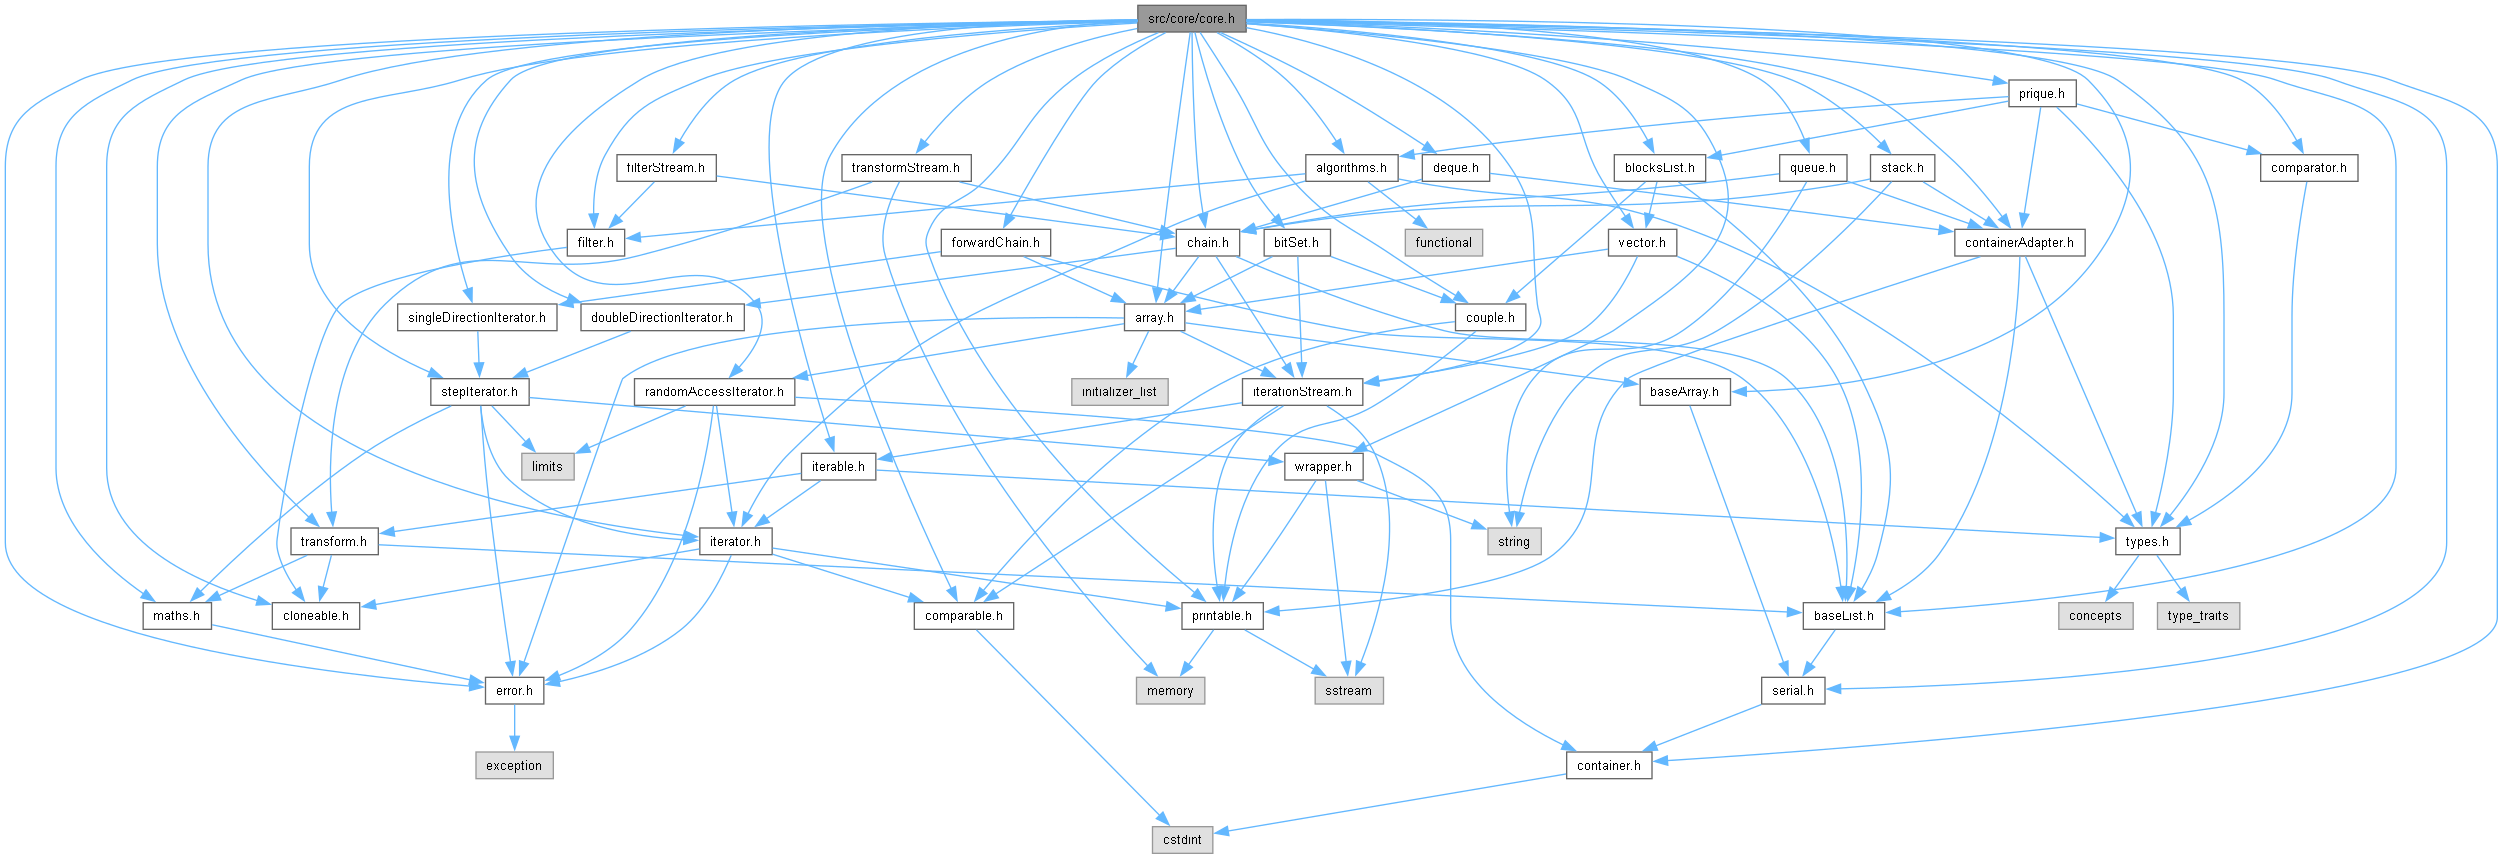 src/core/core.h
prique.h
filterStream.h
transformStream.h
algorithms.h
deque.h
blocksList.h
queue.h
stack.h
comparator.h
filter.h
forwardChain.h
chain.h
bitSet.h
functional
vector.h
containerAdapter.h
singleDirectionIterator.h
doubleDirectionIterator.h
array.h
couple.h
stepIterator.h
randomAccessIterator.h
initializer_list
iterationStream.h
baseArray.h
limits
iterable.h
wrapper.h
transform.h
iterator.h
string
types.h
maths.h
cloneable.h
comparable.h
printable.h
baseList.h
concepts
type_traits
error.h
memory
sstream
serial.h
exception
container.h
cstdint